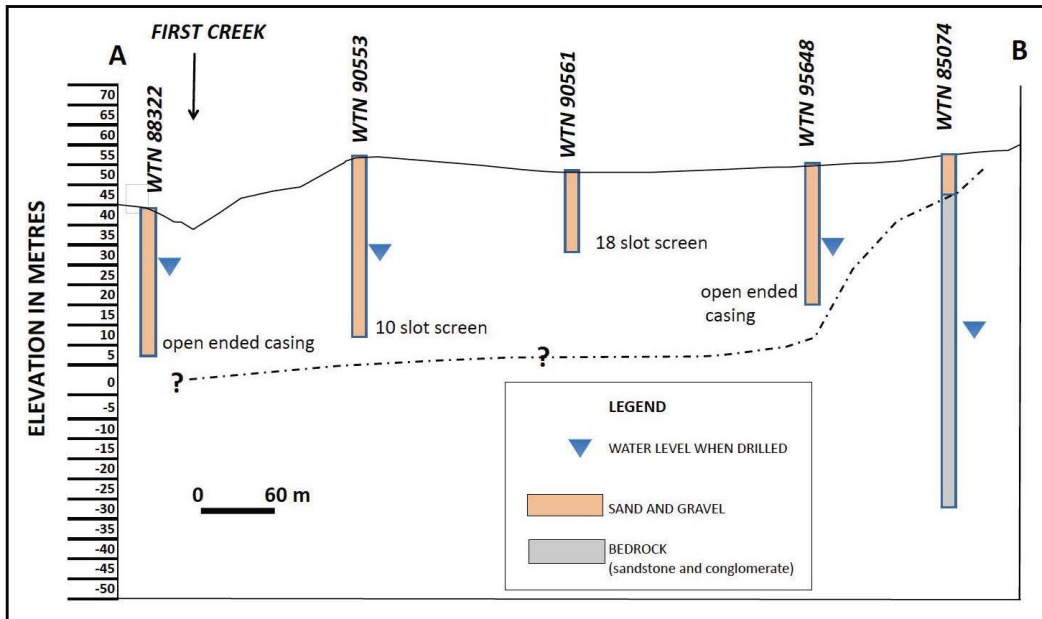 FIRST CREEK
A
B
WTN 88322
WTN 90553
WTN 90561
WTN 95648
WTN 85074
ELEVATION IN METRES
70
65
60
55
50
45
40
35
30
25
20
15
10
5
0
-5
-10
-15
-20
-25
-30
-35
-40
-45
-50
18 slot screen
open ended
casing
10 slot screen
open ended casing
?
?
0 60 m
LEGEND
WATER LEVEL WHEN DRILLED
SAND AND GRAVEL
BEDROCK
(sandstone and conglomerate)